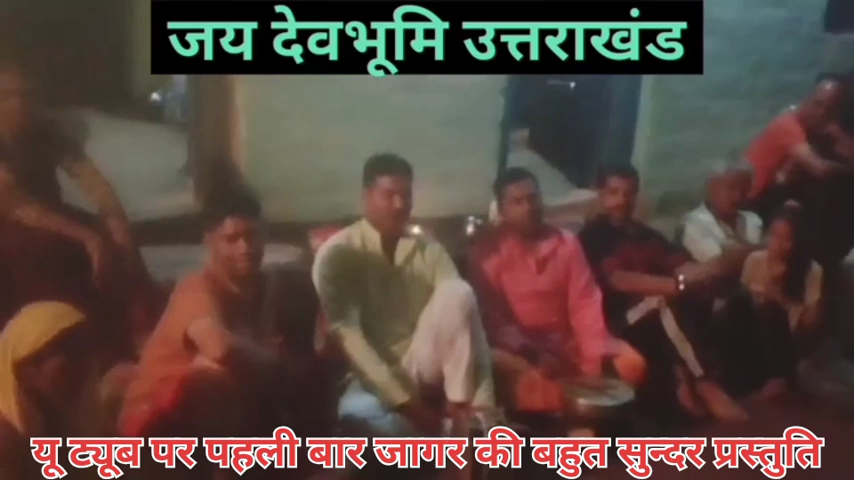 जय देवभूमि उत्तराखंड
यू ट्यूब पर पहली बार जागर की बहुत सुन्दर प्रस्तुति